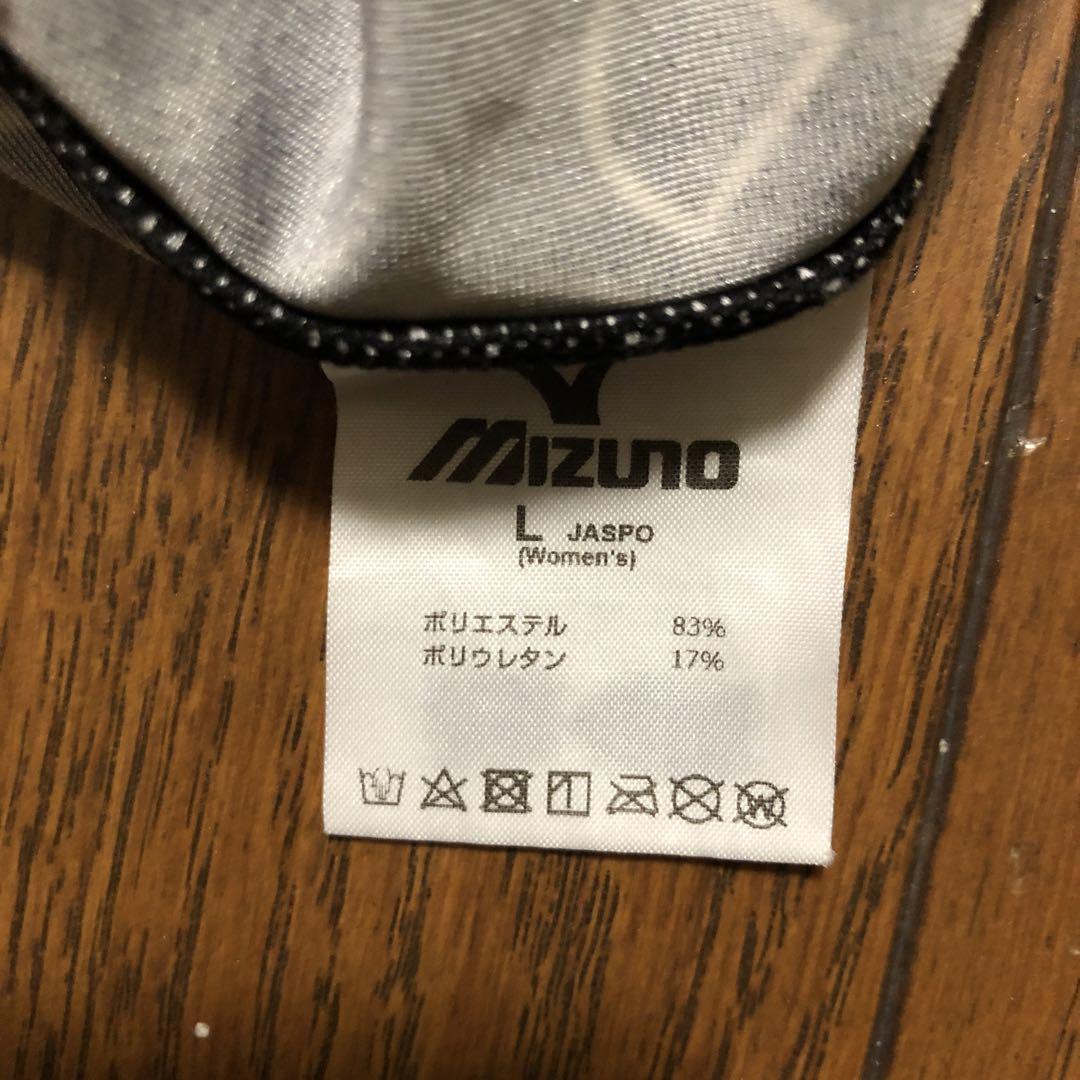 MIZUNO
L JASPO
(Women's)
ポリエステル 83%
ポリウレタン 17%
W